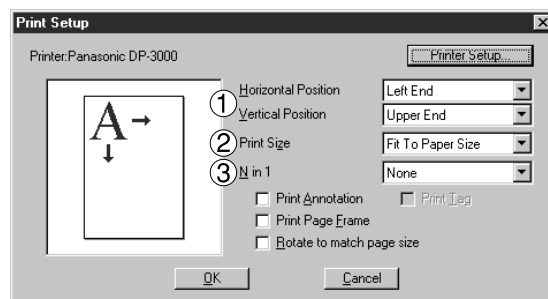 Print Setup
Printer:Panasonic DP-3000
Printer Setup...
A
① Horizontal Position Left End
Vertical Position Upper End
② Print Size Fit To Paper Size
③ N in 1 None
Print Annotation Print Tag
Print Page Frame
Rotate to match page size
OK Cancel